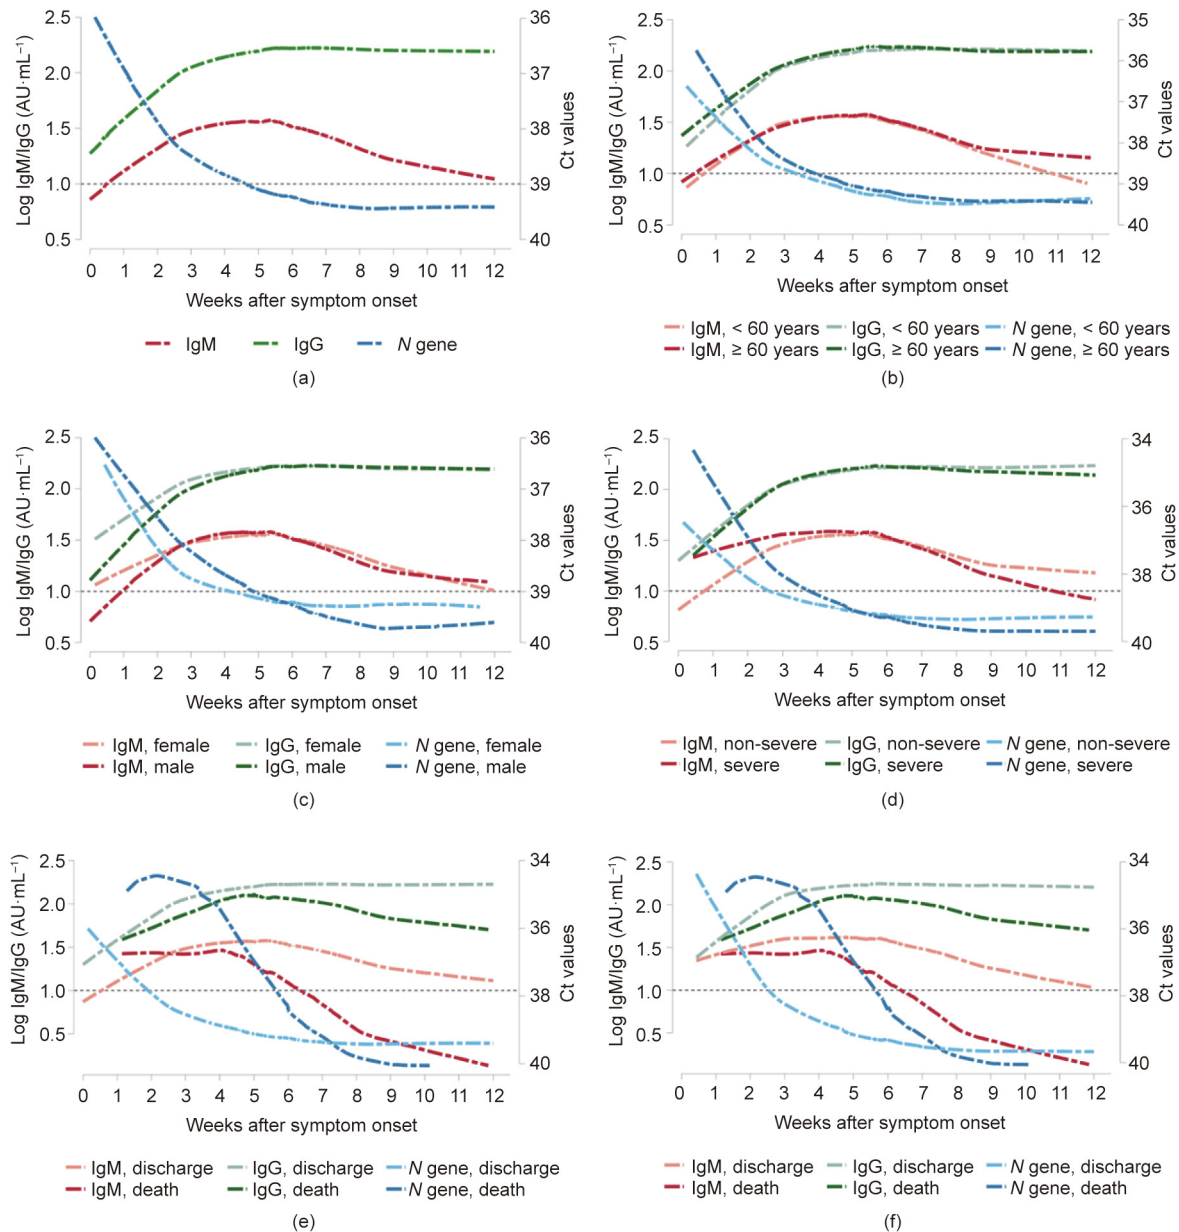 2.5
2.0
1.5
1.0
0.5
Log IgM/IgG (AU·mL⁻¹)
36
37
38
39
40
Ct values
0 1 2 3 4 5 6 7 8 9 10 11 12
Weeks after symptom onset
IgM IgG N gene
(a)
2.5
2.0
1.5
1.0
0.5
Log IgM/IgG (AU·mL⁻¹)
35
36
37
38
39
40
Ct values
0 1 2 3 4 5 6 7 8 9 10 11 12
Weeks after symptom onset
IgM, < 60 years IgG, < 60 years N gene, < 60 years
IgM, ≥ 60 years IgG, ≥ 60 years N gene, ≥ 60 years
(b)
2.5
2.0
1.5
1.0
0.5
Log IgM/IgG (AU·mL⁻¹)
36
37
38
39
40
Ct values
0 1 2 3 4 5 6 7 8 9 10 11 12
Weeks after symptom onset
IgM, female IgG, female N gene, female
IgM, male IgG, male N gene, male
(c)
2.5
2.0
1.5
1.0
0.5
Log IgM/IgG (AU·mL⁻¹)
34
36
38
40
Ct values
0 1 2 3 4 5 6 7 8 9 10 11 12
Weeks after symptom onset
IgM, non-severe IgG, non-severe N gene, non-severe
IgM, severe IgG, severe N gene, severe
(d)
2.5
2.0
1.5
1.0
0.5
Log IgM/IgG (AU·mL⁻¹)
34
36
38
40
Ct values
0 1 2 3 4 5 6 7 8 9 10 11 12
Weeks after symptom onset
IgM, discharge IgG, discharge N gene, discharge
IgM, death IgG, death N gene, death
(e)
2.5
2.0
1.5
1.0
0.5
Log IgM/IgG (AU·mL⁻¹)
34
36
38
40
Ct values
0 1 2 3 4 5 6 7 8 9 10 11 12
Weeks after symptom onset
IgM, discharge IgG, discharge N gene, discharge
IgM, death IgG, death N gene, death
(f)